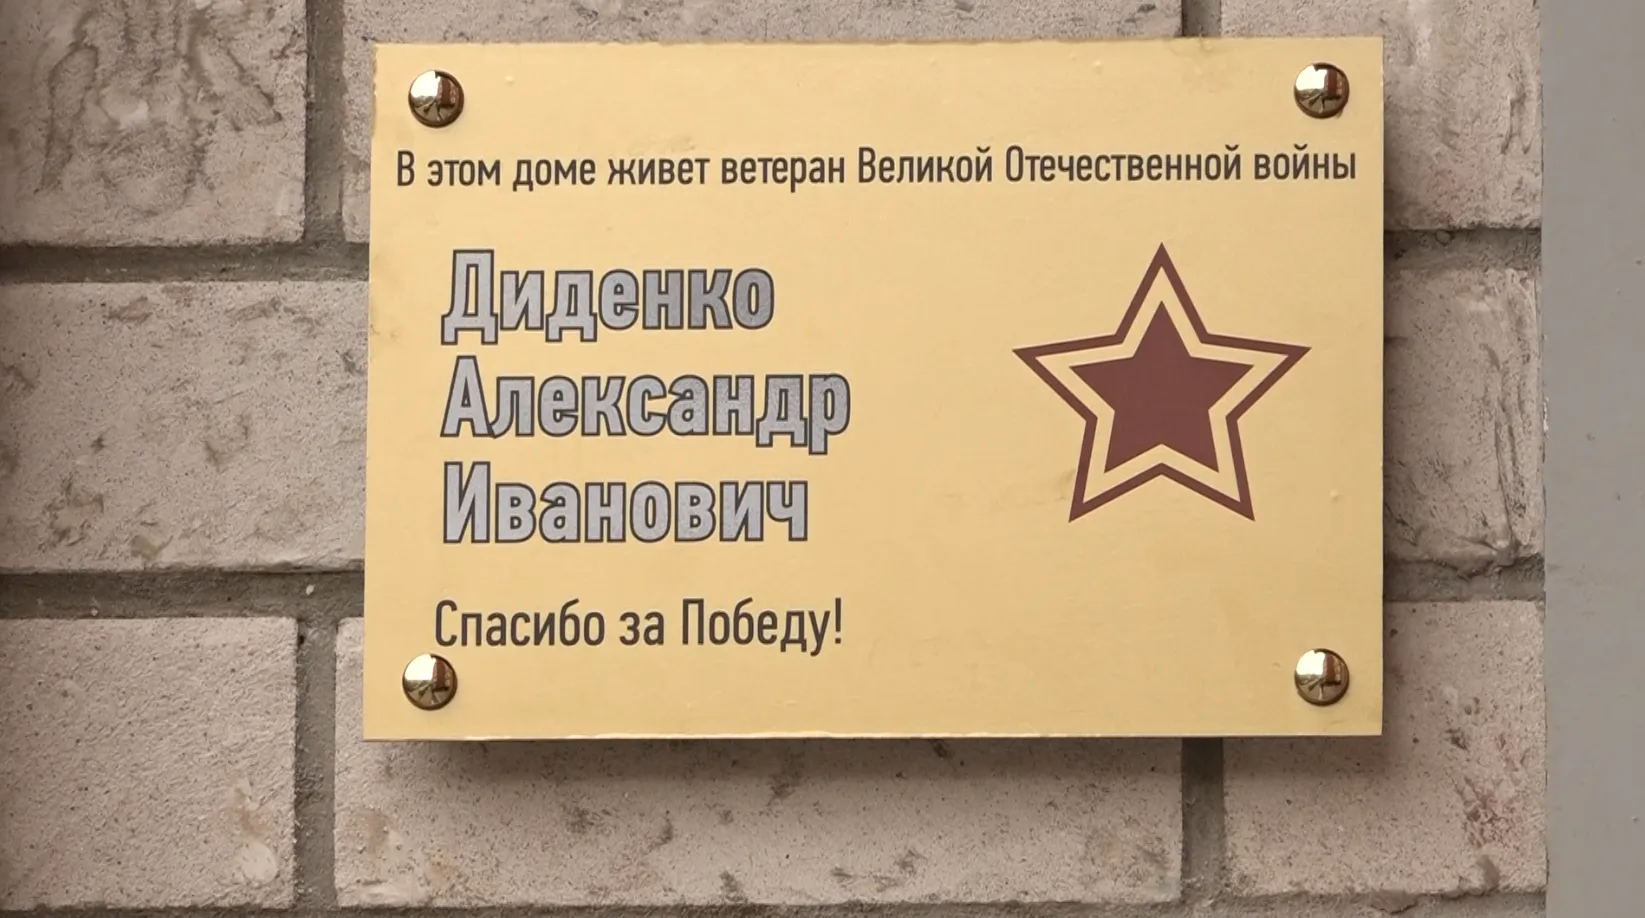 В этом доме живет ветеран Великой Отечественной войны
Диденко
Александр
Иванович
Спасибо за Победу!